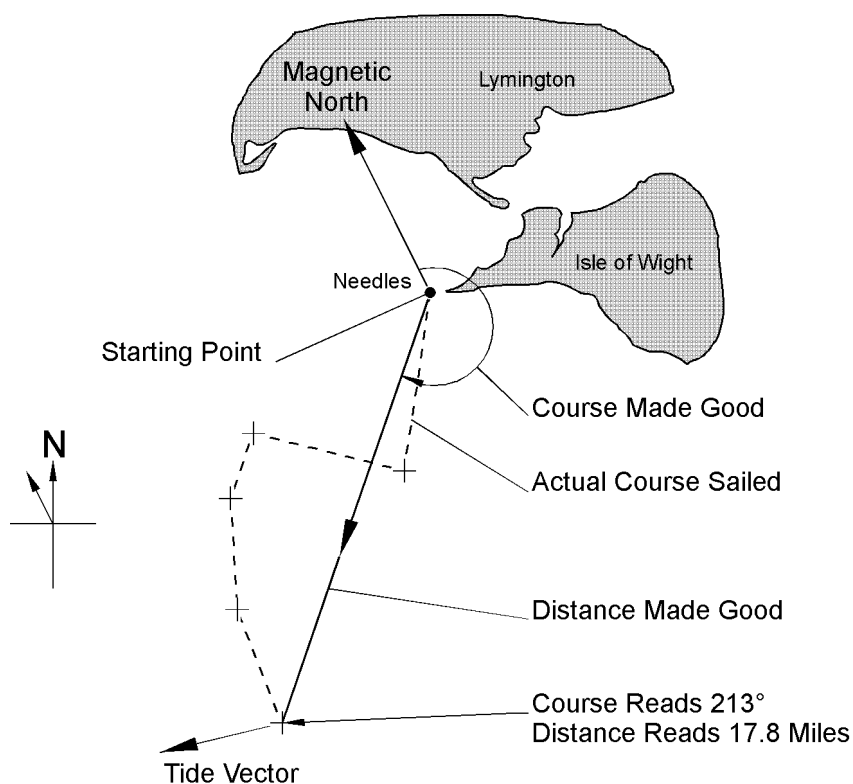 Magnetic
North
Lymington
Needles
Isle of Wight
Starting Point
Course Made Good
N
Actual Course Sailed
Distance Made Good
Course Reads 213°
Distance Reads 17.8 Miles
Tide Vector